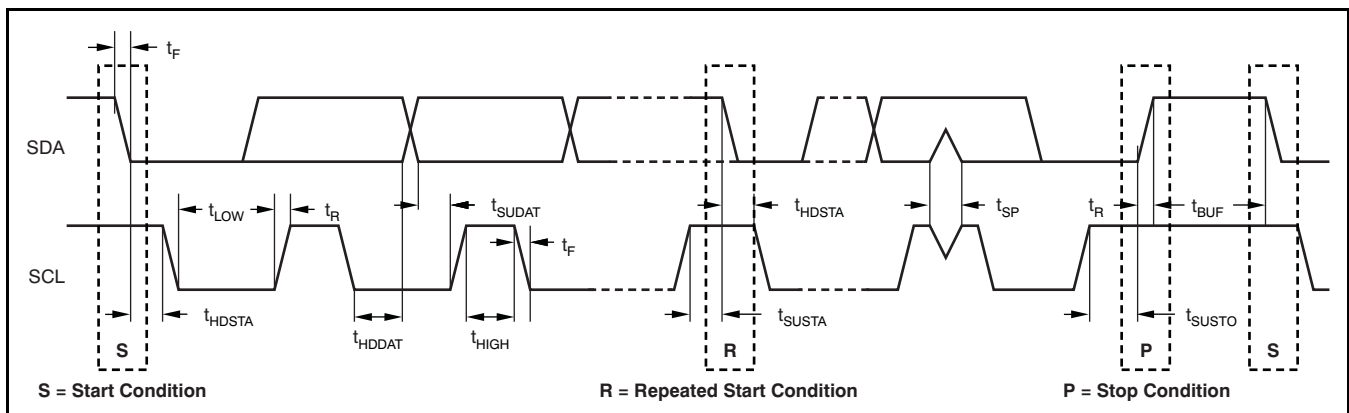 tF
SDA
tLOW
tR
tSUDAT
tHDSTA
tSP
tR
tBUF
tF
SCL
tHDSTA
tHDDAT
tHIGH
tSUSTA
tSUSTO
S
R
P
S
S = Start Condition
R = Repeated Start Condition
P = Stop Condition